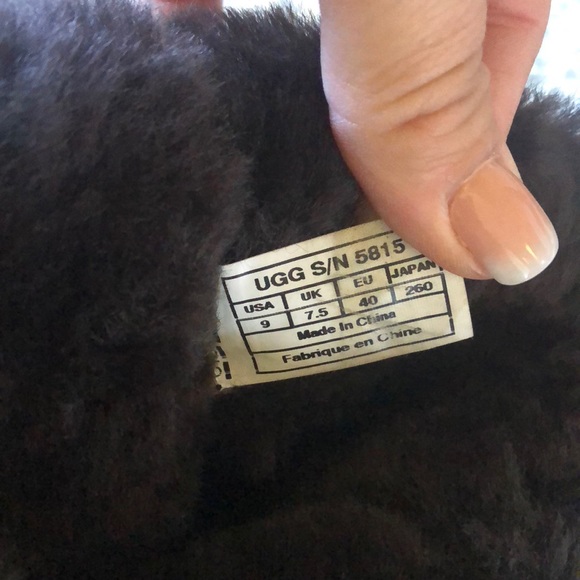 UGG S/N 5815
USA UK EU JAPAN
9 7.5 40 260
Made In China
Fabrique en Chine